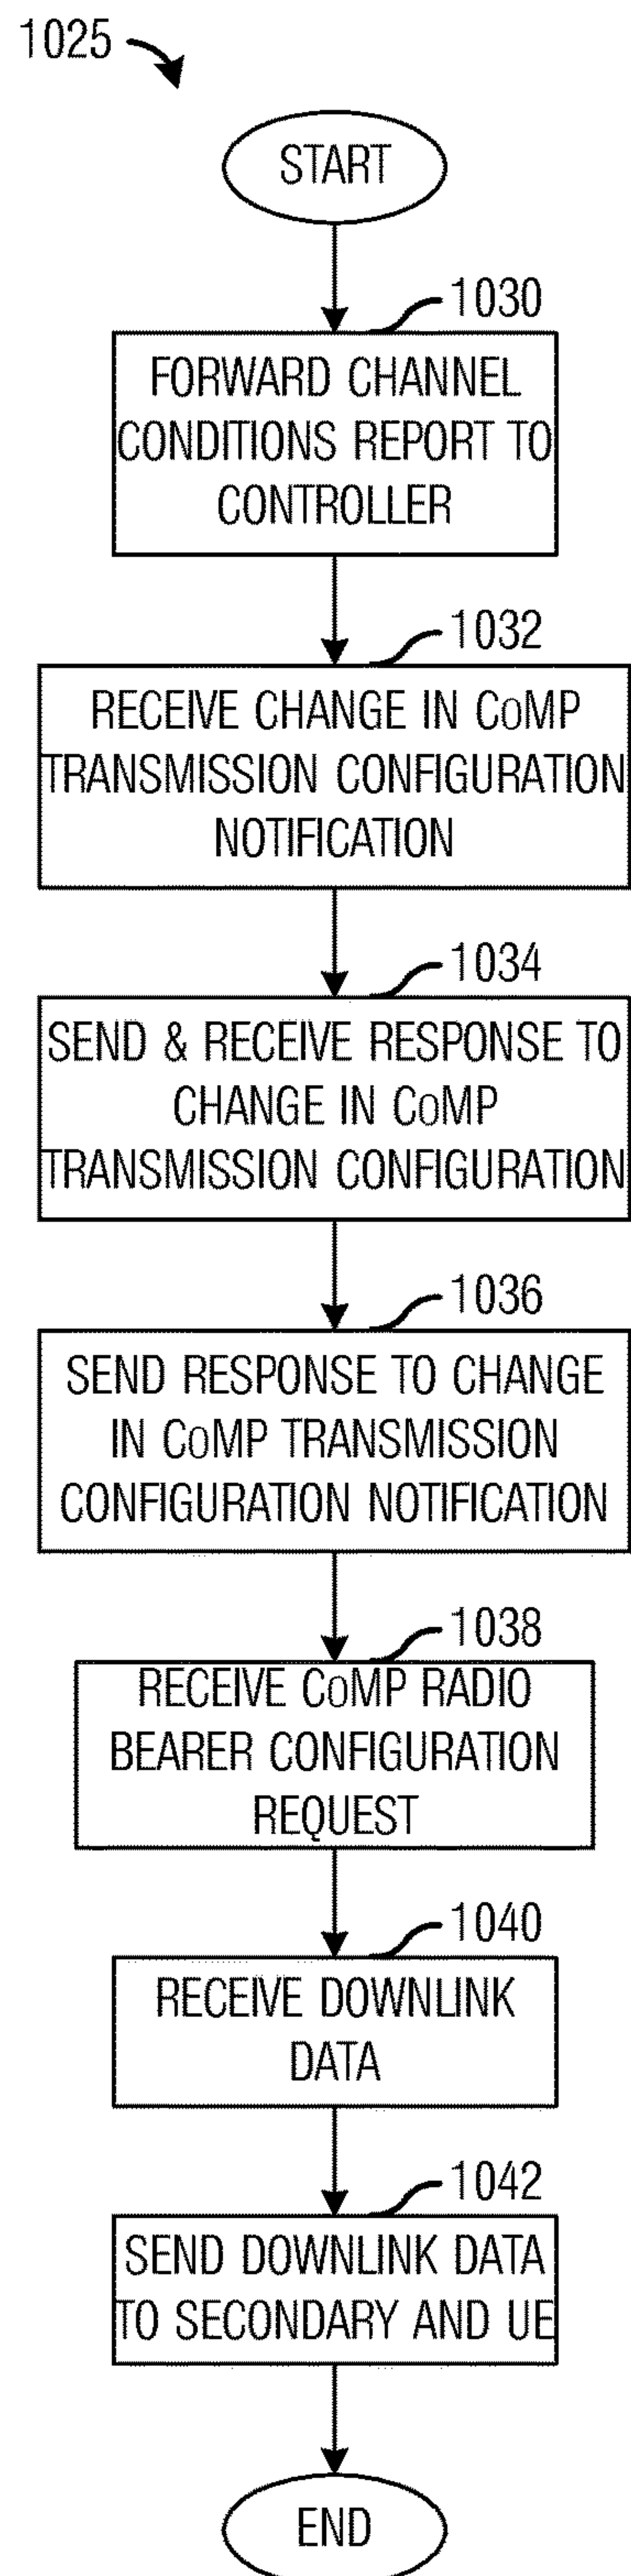 1025
START
1030
FORWARD CHANNEL
CONDITIONS REPORT TO
CONTROLLER
1032
RECEIVE CHANGE IN CoMP
TRANSMISSION CONFIGURATION
NOTIFICATION
1034
SEND & RECEIVE RESPONSE TO
CHANGE IN CoMP
TRANSMISSION CONFIGURATION
1036
SEND RESPONSE TO CHANGE
IN CoMP TRANSMISSION
CONFIGURATION NOTIFICATION
1038
RECEIVE CoMP RADIO
BEARER CONFIGURATION
REQUEST
1040
RECEIVE DOWNLINK
DATA
1042
SEND DOWNLINK DATA
TO SECONDARY AND UE
END